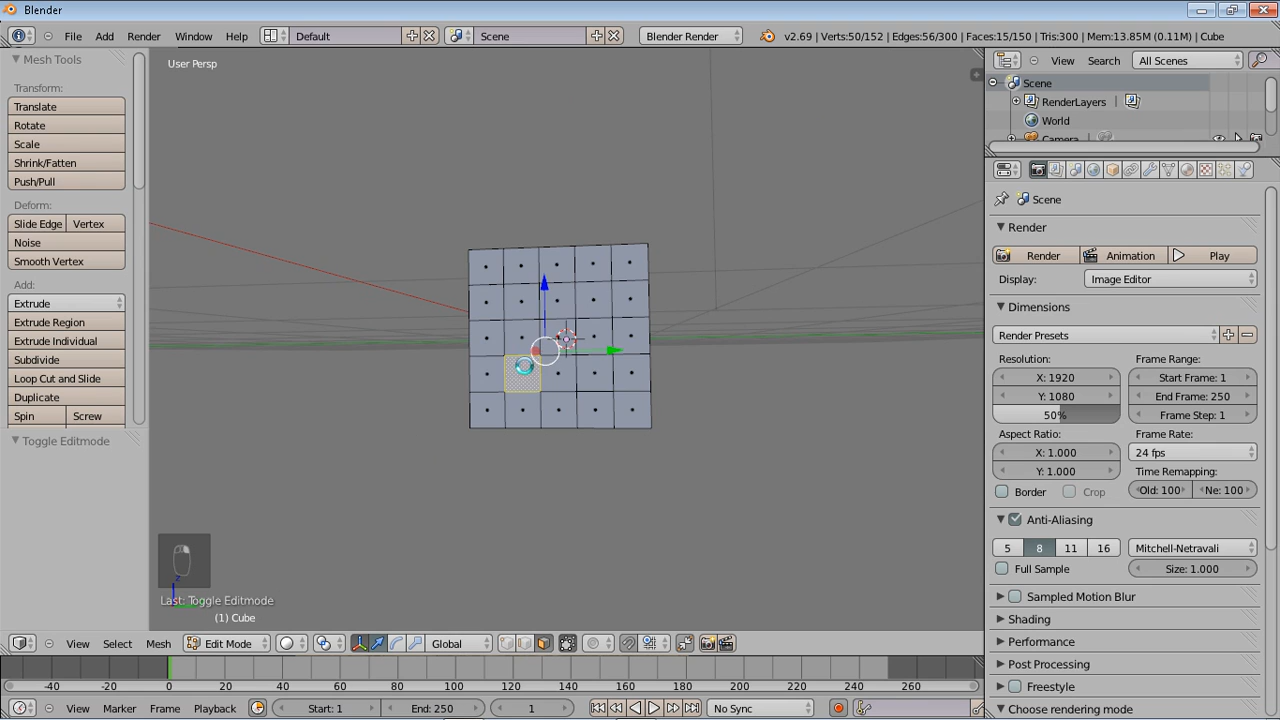 Blender
File Add Render Window Help Default Scene Blender Render v2.69 | Verts:50/152 | Edges:56/300 | Faces:15/150 | Tris:300 | Mem:13.85M (0.11M) | Cube
Mesh Tools
Transform:
Translate
Rotate
Scale
Shrink/Fatten
Push/Pull
Deform:
Slide Edge Vertex
Noise
Smooth Vertex
Add:
Extrude
Extrude Region
Extrude Individual
Subdivide
Loop Cut and Slide
Duplicate
Spin Screw
Toggle Editmode
User Persp
z
Last: Toggle Editmode
(1) Cube
View Select Mesh Edit Mode Global
-40 -20 0 20 40 60 80 100 120 140 160 180 200 220 240 260
View Marker Frame Playback Start: 1 End: 250 1 No Sync
View Search All Scenes
Scene
RenderLayers
World
Camera
Scene
Render
Render Animation Play
Display: Image Editor
Dimensions
Render Presets
Resolution: Frame Range:
X: 1920 Start Frame: 1
Y: 1080 End Frame: 250
50% Frame Step: 1
Aspect Ratio: Frame Rate:
X: 1.000 24 fps
Y: 1.000 Time Remapping:
Border Crop Old: 100 Ne: 100
Anti-Aliasing
5 8 11 16 Mitchell-Netravali
Full Sample Size: 1.000
Sampled Motion Blur
Shading
Performance
Post Processing
Freestyle
Choose rendering mode